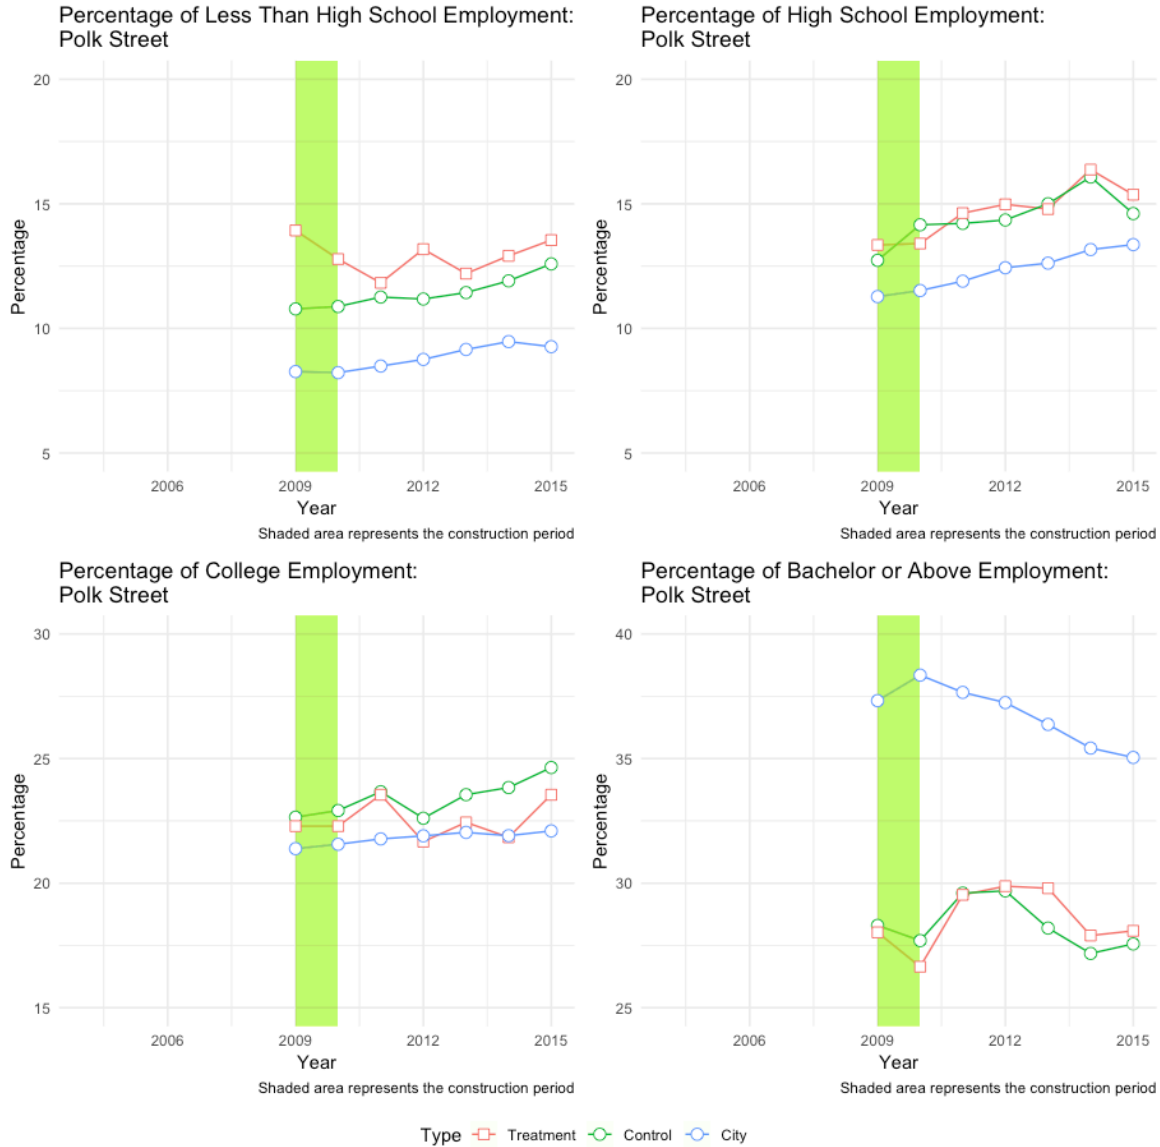 Percentage of Less Than High School Employment:
Polk Street
20
15
10
5
Percentage
2006 2009 2012 2015
Year
Shaded area represents the construction period
Percentage of High School Employment:
Polk Street
20
15
10
5
Percentage
2006 2009 2012 2015
Year
Shaded area represents the construction period
Percentage of College Employment:
Polk Street
30
25
20
15
Percentage
2006 2009 2012 2015
Year
Shaded area represents the construction period
Percentage of Bachelor or Above Employment:
Polk Street
40
35
30
25
Percentage
2006 2009 2012 2015
Year
Shaded area represents the construction period
Type Treatment Control City